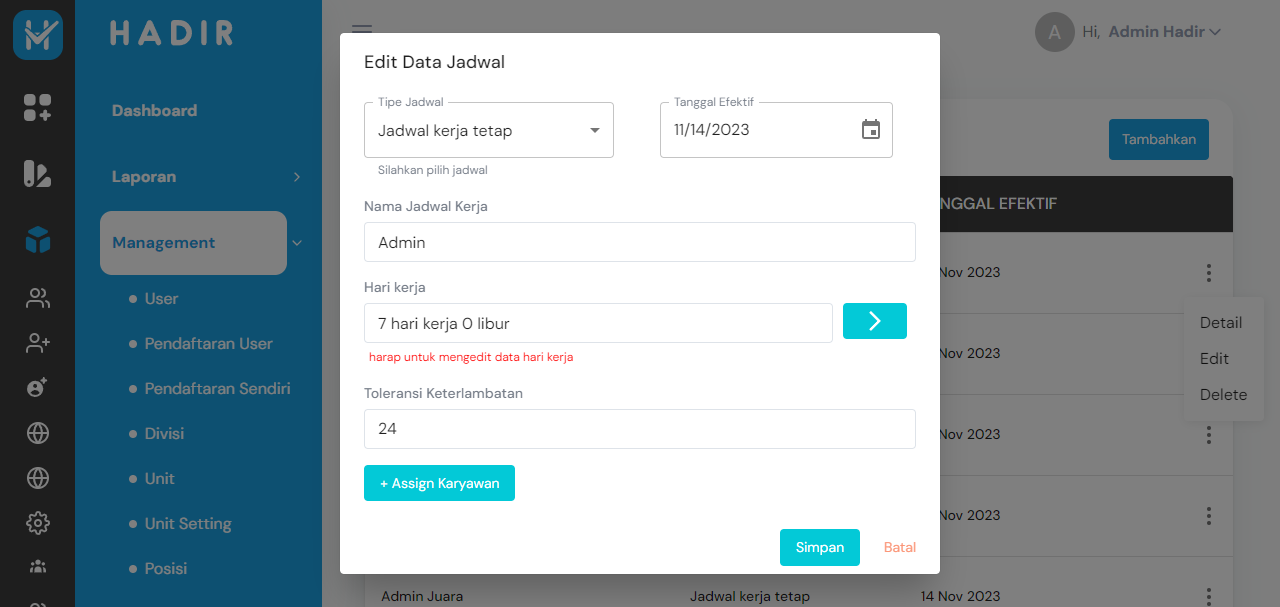 HADIR
A
Hi, Admin Hadir
Dashboard
Laporan
Management
User
Pendaftaran User
Pendaftaran Sendiri
Divisi
Unit
Unit Setting
Posisi
Edit Data Jadwal
Tipe Jadwal
Jadwal kerja tetap
Silahkan pilih jadwal
Tanggal Efektif
11/14/2023
Nama Jadwal Kerja
Admin
Hari kerja
7 hari kerja 0 libur
harap untuk mengedit data hari kerja
Toleransi Keterlambatan
24
+ Assign Karyawan
Simpan
Batal
Tambahkan
NGGAL EFEKTIF
Nov 2023
Nov 2023
Nov 2023
Nov 2023
Detail
Edit
Delete
Admin Juara
Jadwal kerja tetap
14 Nov 2023